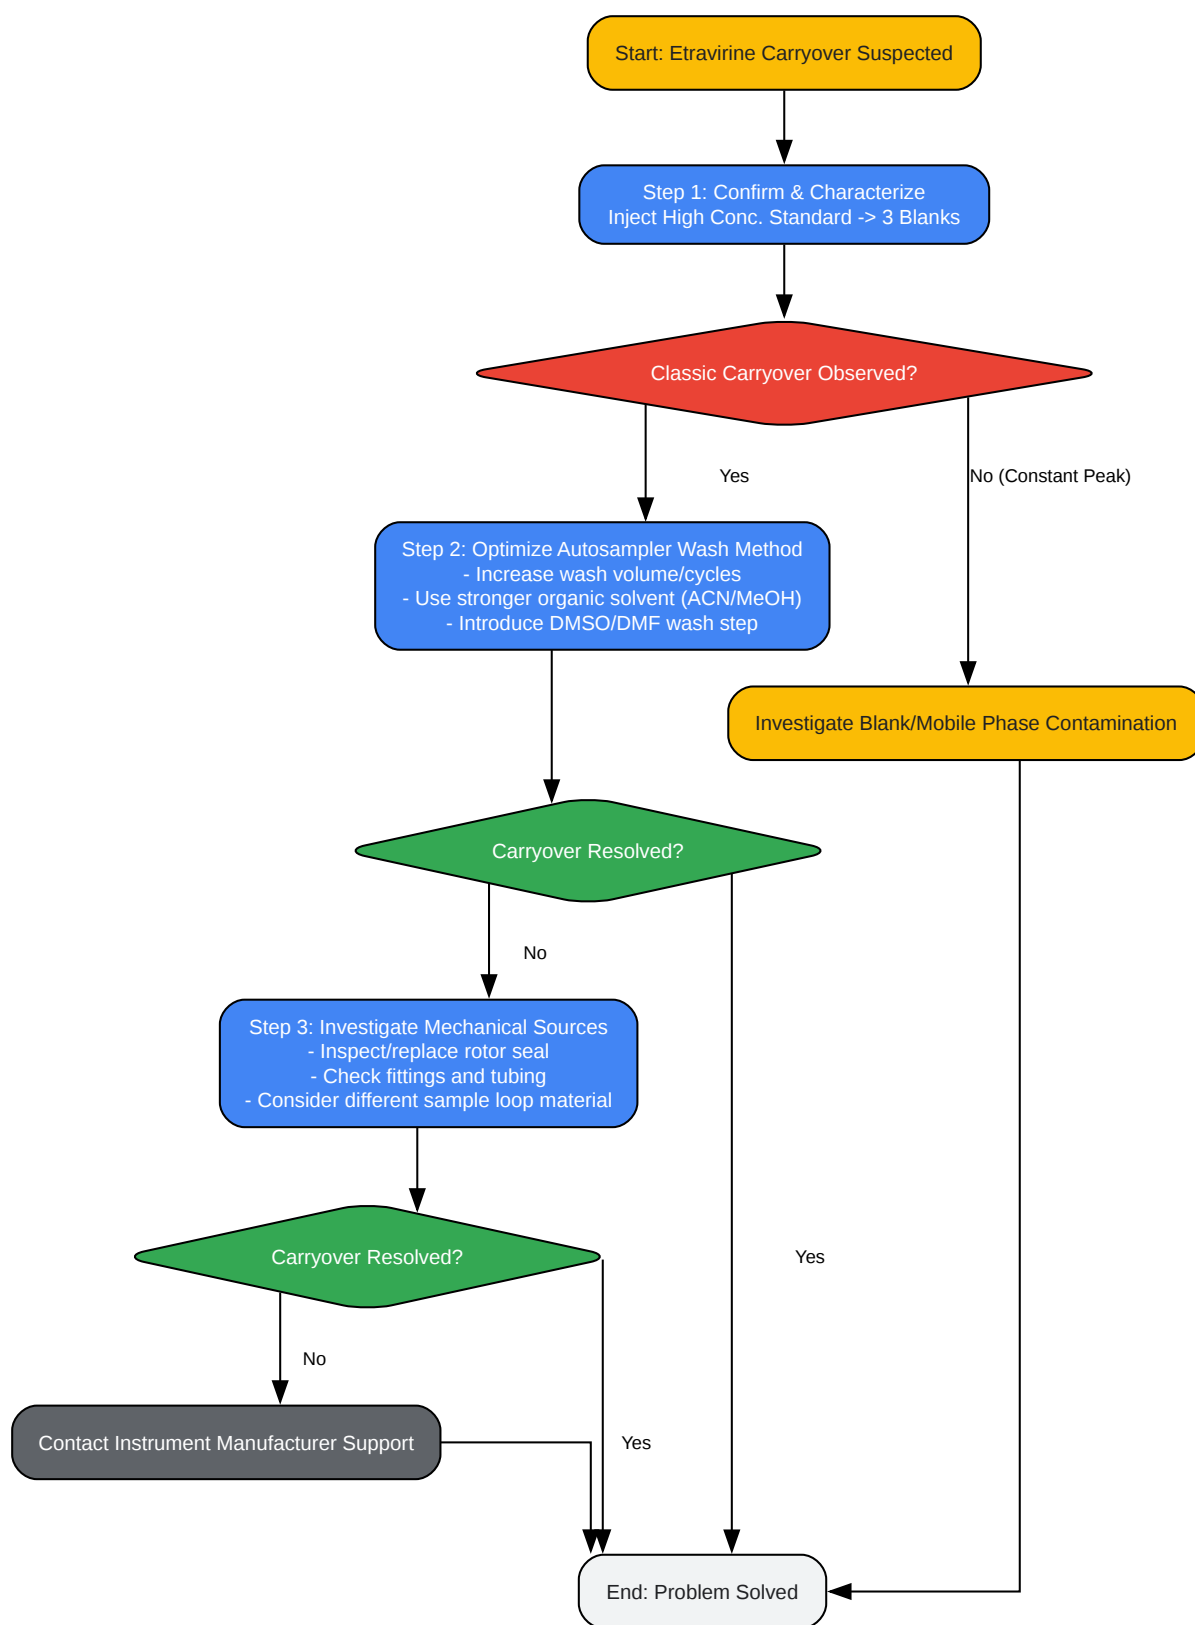 Start: Etravirine Carryover Suspected
Step 1: Confirm & Characterize
Inject High Conc. Standard -> 3 Blanks
Classic Carryover Observed?
Yes
No (Constant Peak)
Step 2: Optimize Autosampler Wash Method
- Increase wash volume/cycles
- Use stronger organic solvent (ACN/MeOH)
- Introduce DMSO/DMF wash step
Investigate Blank/Mobile Phase Contamination
Carryover Resolved?
No
Step 3: Investigate Mechanical Sources
- Inspect/replace rotor seal
- Check fittings and tubing
- Consider different sample loop material
Carryover Resolved?
Yes
No
Contact Instrument Manufacturer Support
Yes
End: Problem Solved